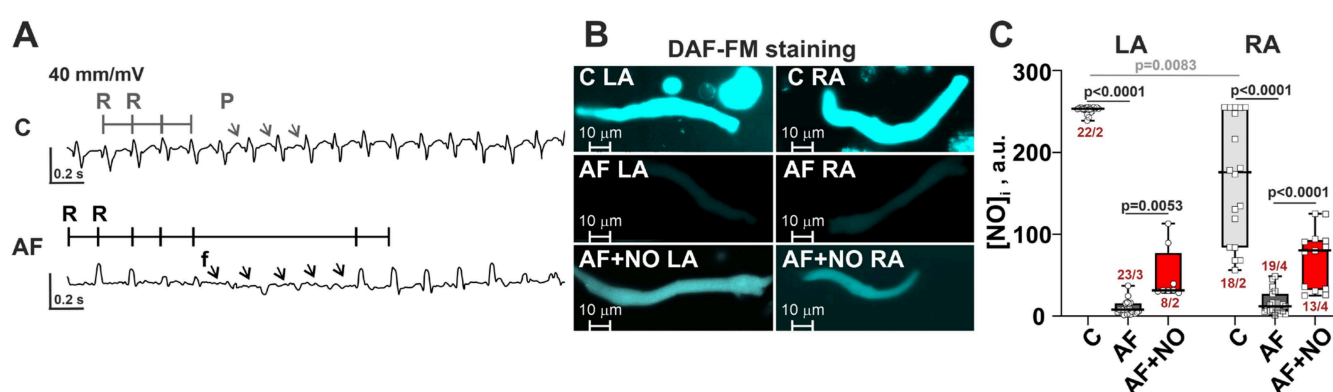 A
40 mm/mV
R R P
C
0.2 s
R R
AF
f
0.2 s
B
DAF-FM staining
C LA
10 μm
C RA
10 μm
AF LA
10 μm
AF RA
10 μm
AF+NO LA
10 μm
AF+NO RA
10 μm
C
LA RA
p=0.0083
p<0.0001 p<0.0001
p=0.0053 p<0.0001
[NO]i , a.u.
300
200
100
0
22/2
23/3
8/2
18/2
19/4
13/4
C AF AF+NO C AF AF+NO